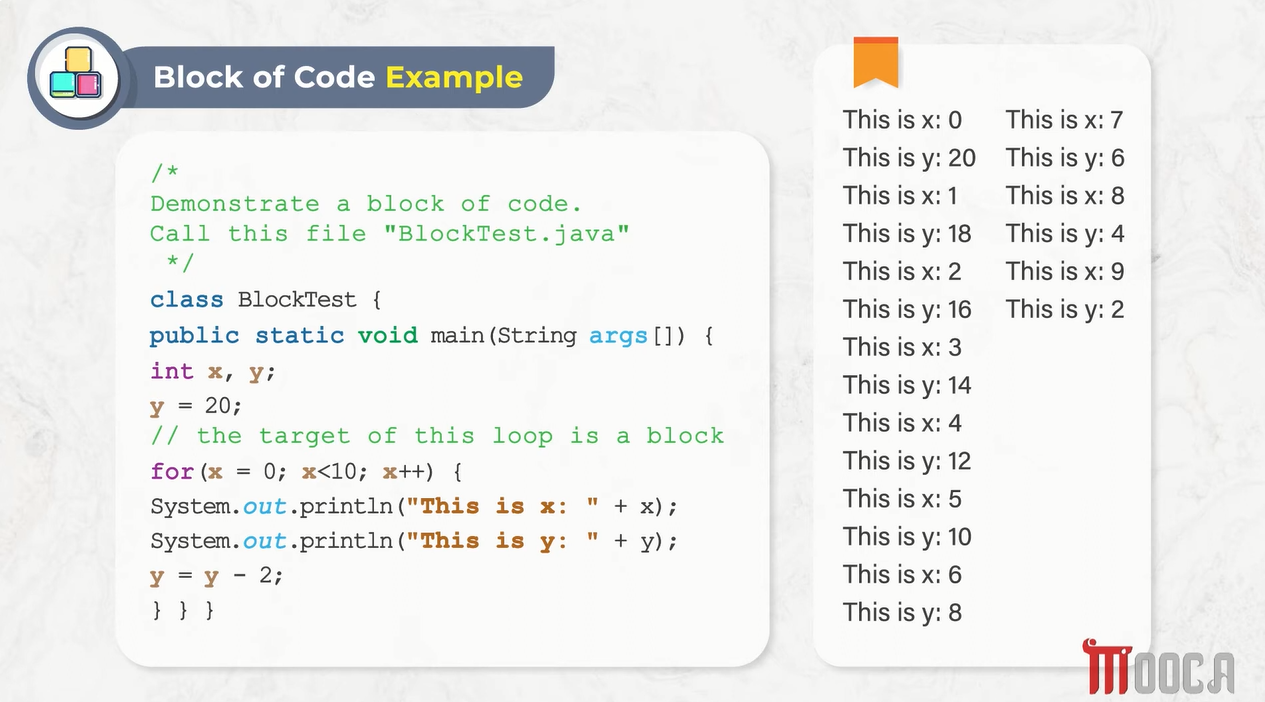 Block of Code Example
/*
Demonstrate a block of code.
Call this file "BlockTest.java"
*/
class BlockTest {
public static void main(String args[]) {
int x, y;
y = 20;
// the target of this loop is a block
for(x = 0; x<10; x++) {
System.out.println("This is x: " + x);
System.out.println("This is y: " + y);
y = y - 2;
} } }
This is x: 0
This is y: 20
This is x: 1
This is y: 18
This is x: 2
This is y: 16
This is x: 3
This is y: 14
This is x: 4
This is y: 12
This is x: 5
This is y: 10
This is x: 6
This is y: 8
This is x: 7
This is y: 6
This is x: 8
This is y: 4
This is x: 9
This is y: 2
MOOCA